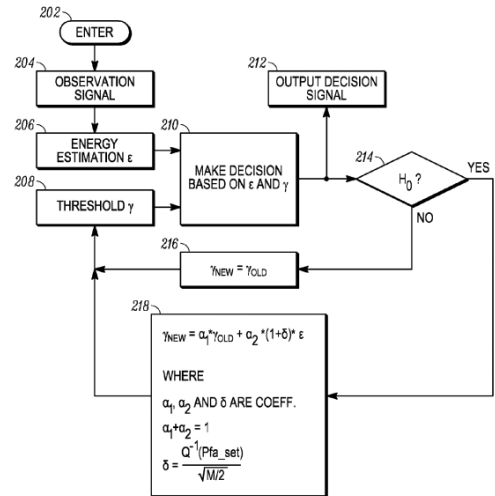 202
ENTER
204
OBSERVATION
SIGNAL
206
ENERGY
ESTIMATION ε
208
THRESHOLD γ
210
MAKE DECISION
BASED ON ε AND γ
212
OUTPUT DECISION
SIGNAL
214
H₀ ?
YES
NO
216
γNEW = γOLD
218
γNEW = α₁*γOLD + α₂ *(1+δ)* ε
WHERE
α₁, α₂ AND δ ARE COEFF.
α₁+α₂ = 1
δ = Q⁻¹(Pfa_set) / √M/2